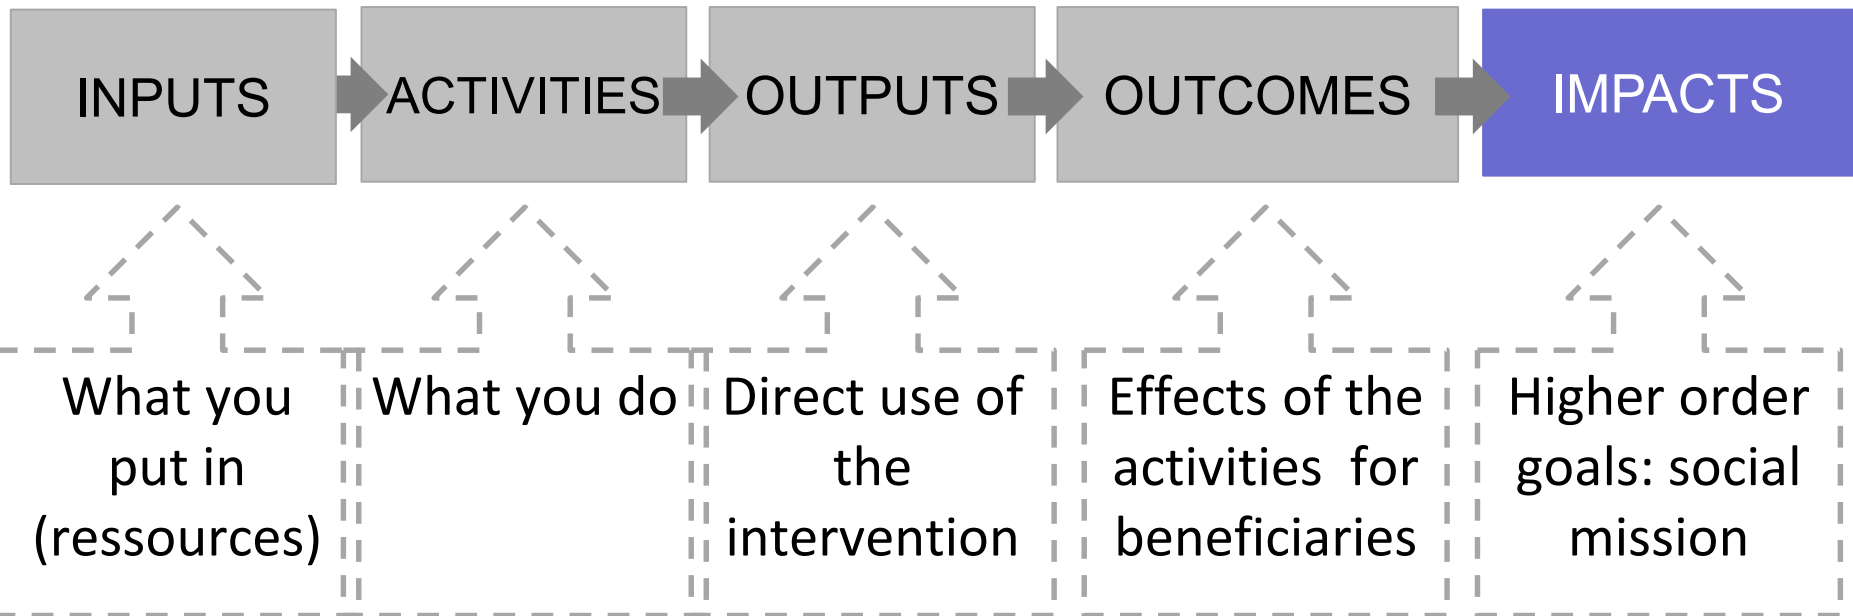 INPUTS
ACTIVITIES
OUTPUTS
OUTCOMES
IMPACTS
What you
put in
(ressources)
What you do
Direct use of
the
intervention
Effects of the
activities for
beneficiaries
Higher order
goals: social
mission